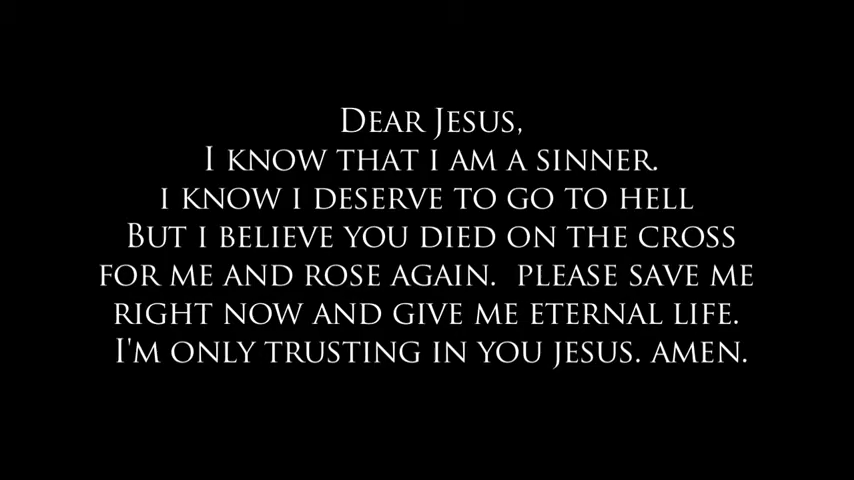 Dear Jesus,
I know that i am a sinner.
i know i deserve to go to hell
But i believe you died on the cross
for me and rose again.  please save me
right now and give me eternal life.
I'm only trusting in you Jesus. amen.